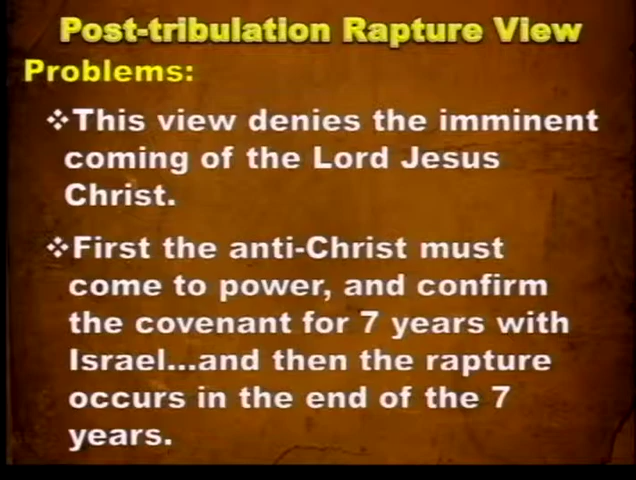 Post-tribulation Rapture View
Problems:
❖This view denies the imminent
coming of the Lord Jesus
Christ.
❖First the anti-Christ must
come to power, and confirm
the covenant for 7 years with
Israel...and then the rapture
occurs in the end of the 7
years.